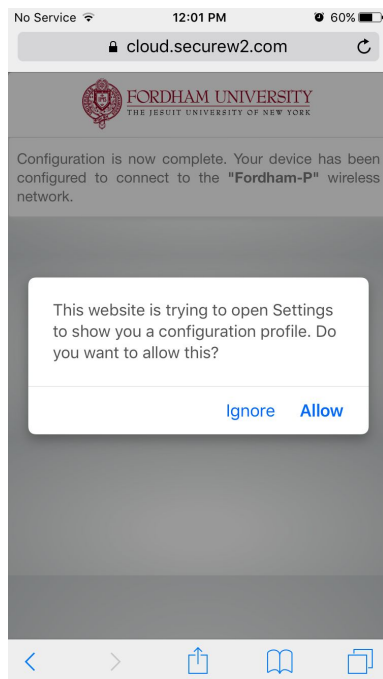 No Service 12:01 PM 60%
cloud.securew2.com
FORDHAM UNIVERSITY
THE JESUIT UNIVERSITY OF NEW YORK
Configuration is now complete. Your device has been
configured to connect to the "Fordham-P" wireless
network.
This website is trying to open Settings
to show you a configuration profile. Do
you want to allow this?
Ignore Allow